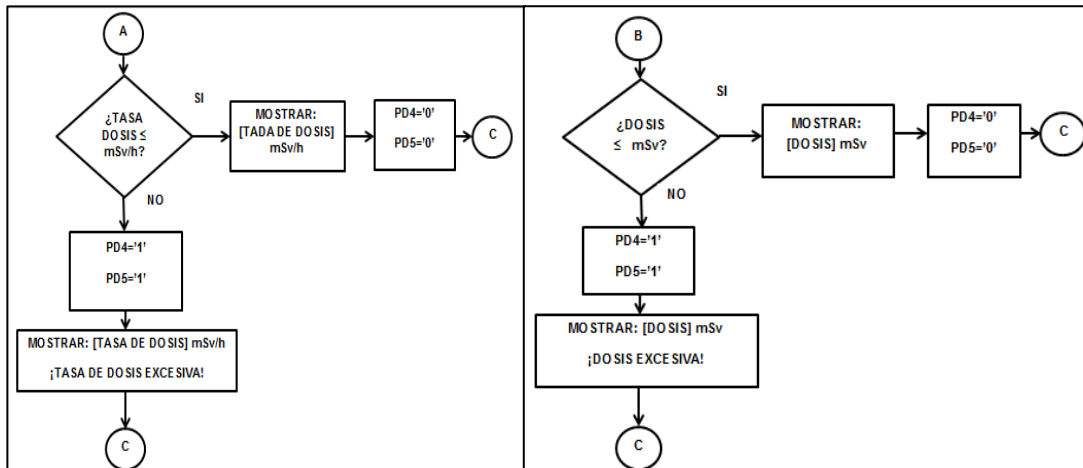 A
¿TASA
DOSIS ≤
mSv/h?
SI
MOSTRAR:
[TADA DE DOSIS]
mSv/h
PD4='0'
PD5='0'
C
NO
PD4='1'
PD5='1'
MOSTRAR: [TASA DE DOSIS] mSv/h
¡TASA DE DOSIS EXCESIVA!
C
B
¿DOSIS
≤ mSv?
SI
MOSTRAR:
[DOSIS] mSv
PD4='0'
PD5='0'
C
NO
PD4='1'
PD5='1'
MOSTRAR: [DOSIS] mSv
¡DOSIS EXCESIVA!
C